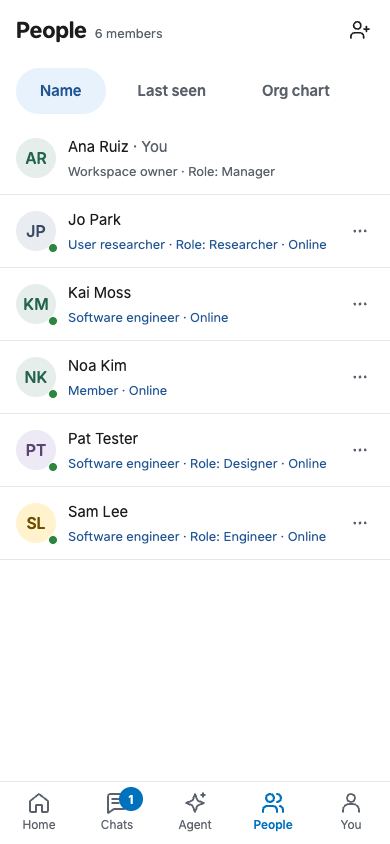 People 6 members
Name Last seen Org chart
AR
Ana Ruiz · You
Workspace owner · Role: Manager
JP
Jo Park
User researcher · Role: Researcher · Online
KM
Kai Moss
Software engineer · Online
NK
Noa Kim
Member · Online
PT
Pat Tester
Software engineer · Role: Designer · Online
SL
Sam Lee
Software engineer · Role: Engineer · Online
1
Home Chats Agent People You